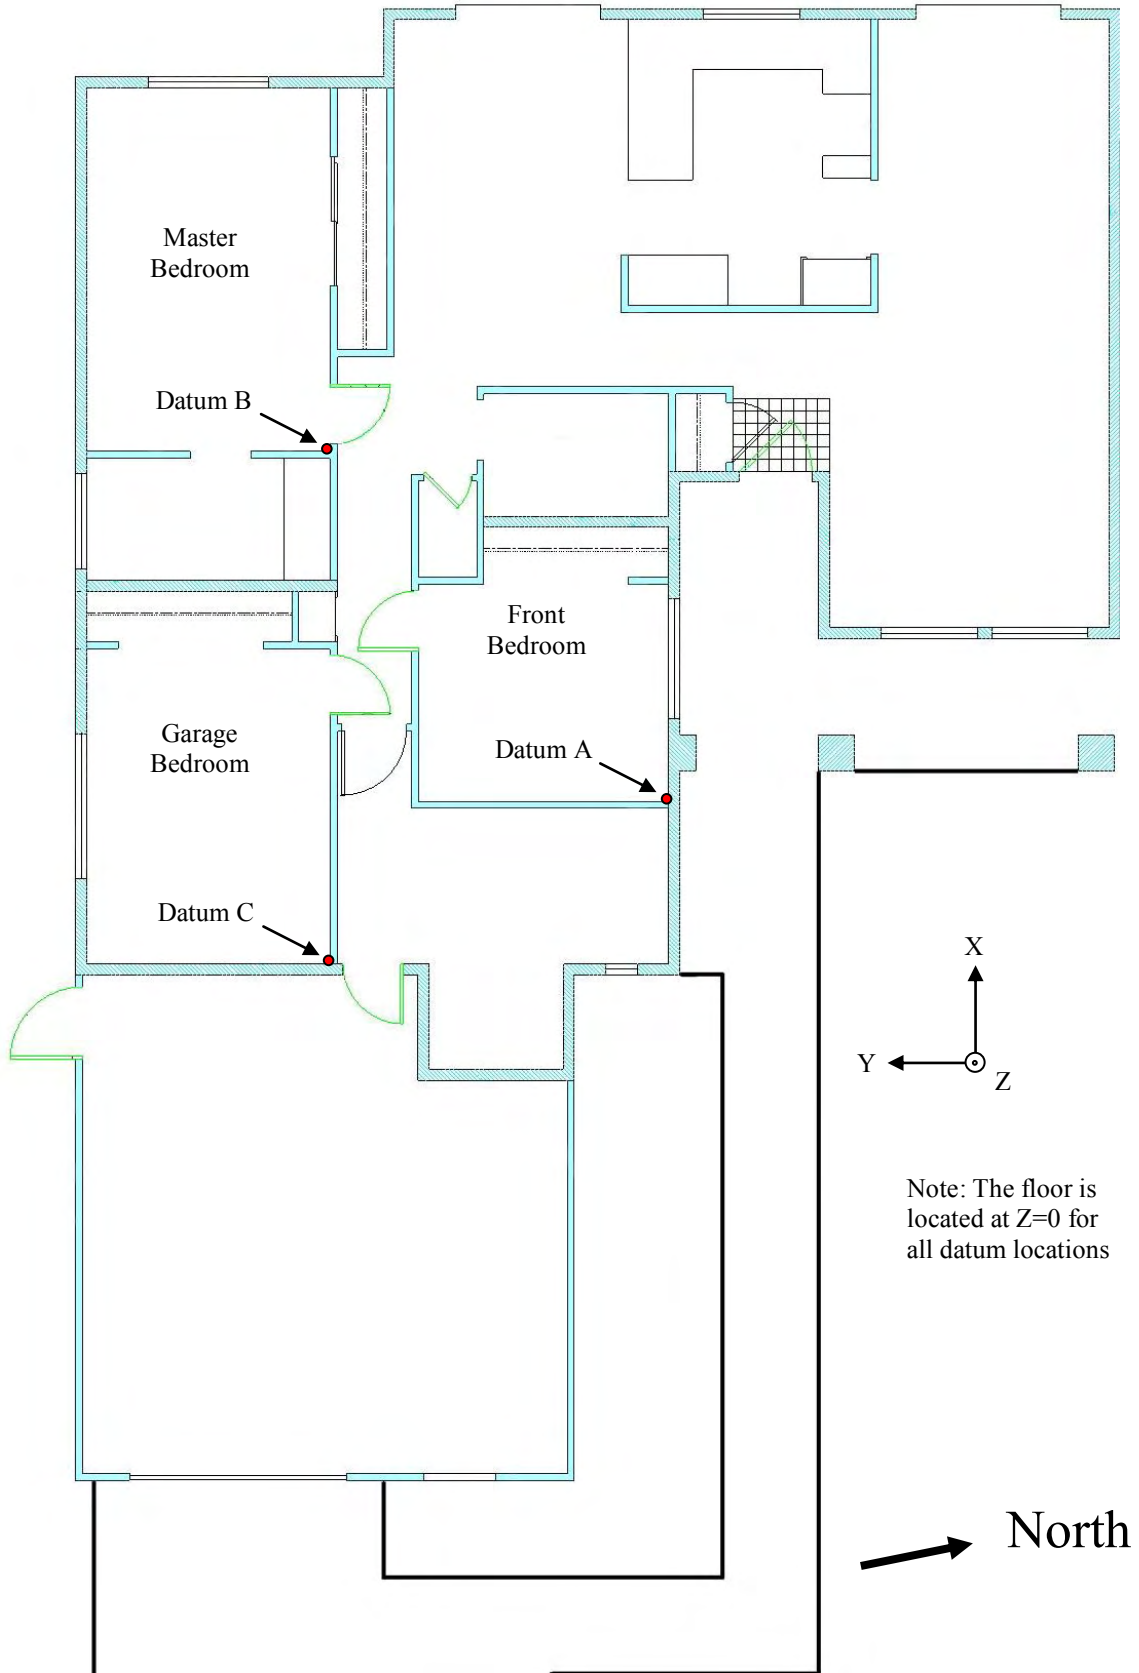 Master
Bedroom
Datum B
Front
Bedroom
Garage
Bedroom
Datum A
Datum C
X
Y
Z
Note: The floor is
located at Z=0 for
all datum locations
North